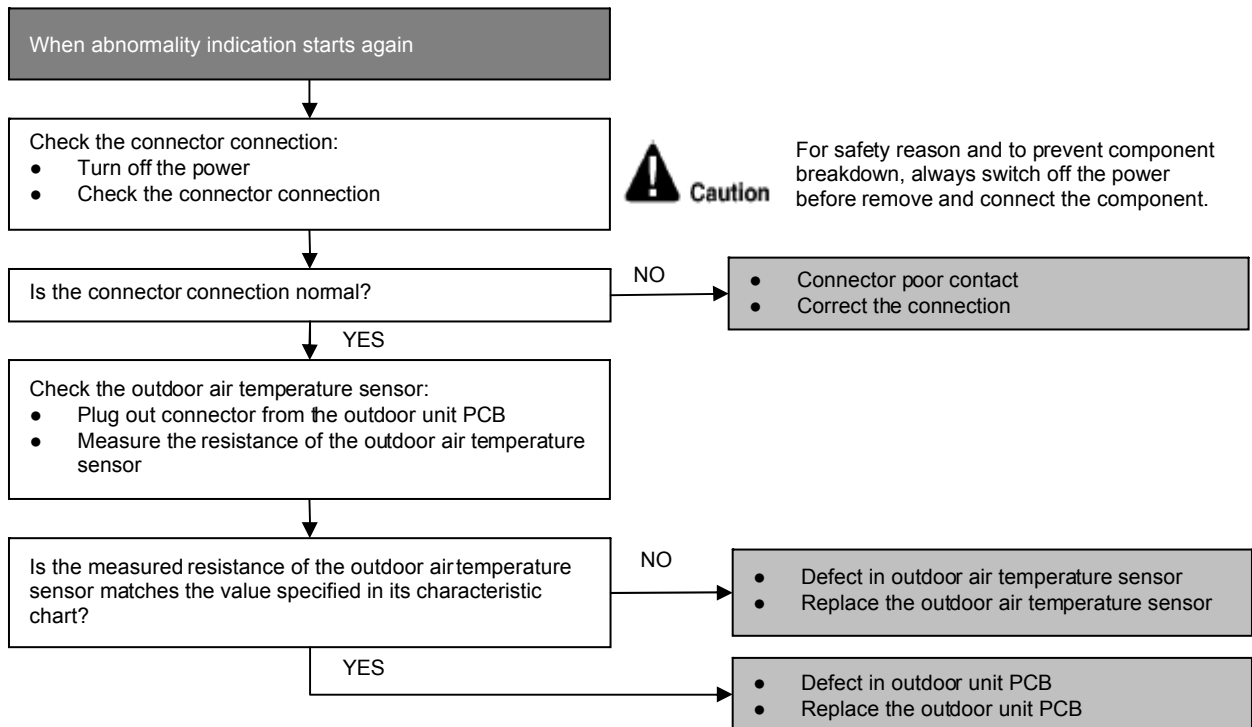 When abnormality indication starts again
Check the connector connection:
● Turn off the power
● Check the connector connection
Caution
For safety reason and to prevent component
breakdown, always switch off the power
before remove and connect the component.
Is the connector connection normal?
NO
● Connector poor contact
● Correct the connection
YES
Check the outdoor air temperature sensor:
● Plug out connector from the outdoor unit PCB
● Measure the resistance of the outdoor air temperature
sensor
Is the measured resistance of the outdoor air temperature
sensor matches the value specified in its characteristic
chart?
NO
● Defect in outdoor air temperature sensor
● Replace the outdoor air temperature sensor
YES
● Defect in outdoor unit PCB
● Replace the outdoor unit PCB